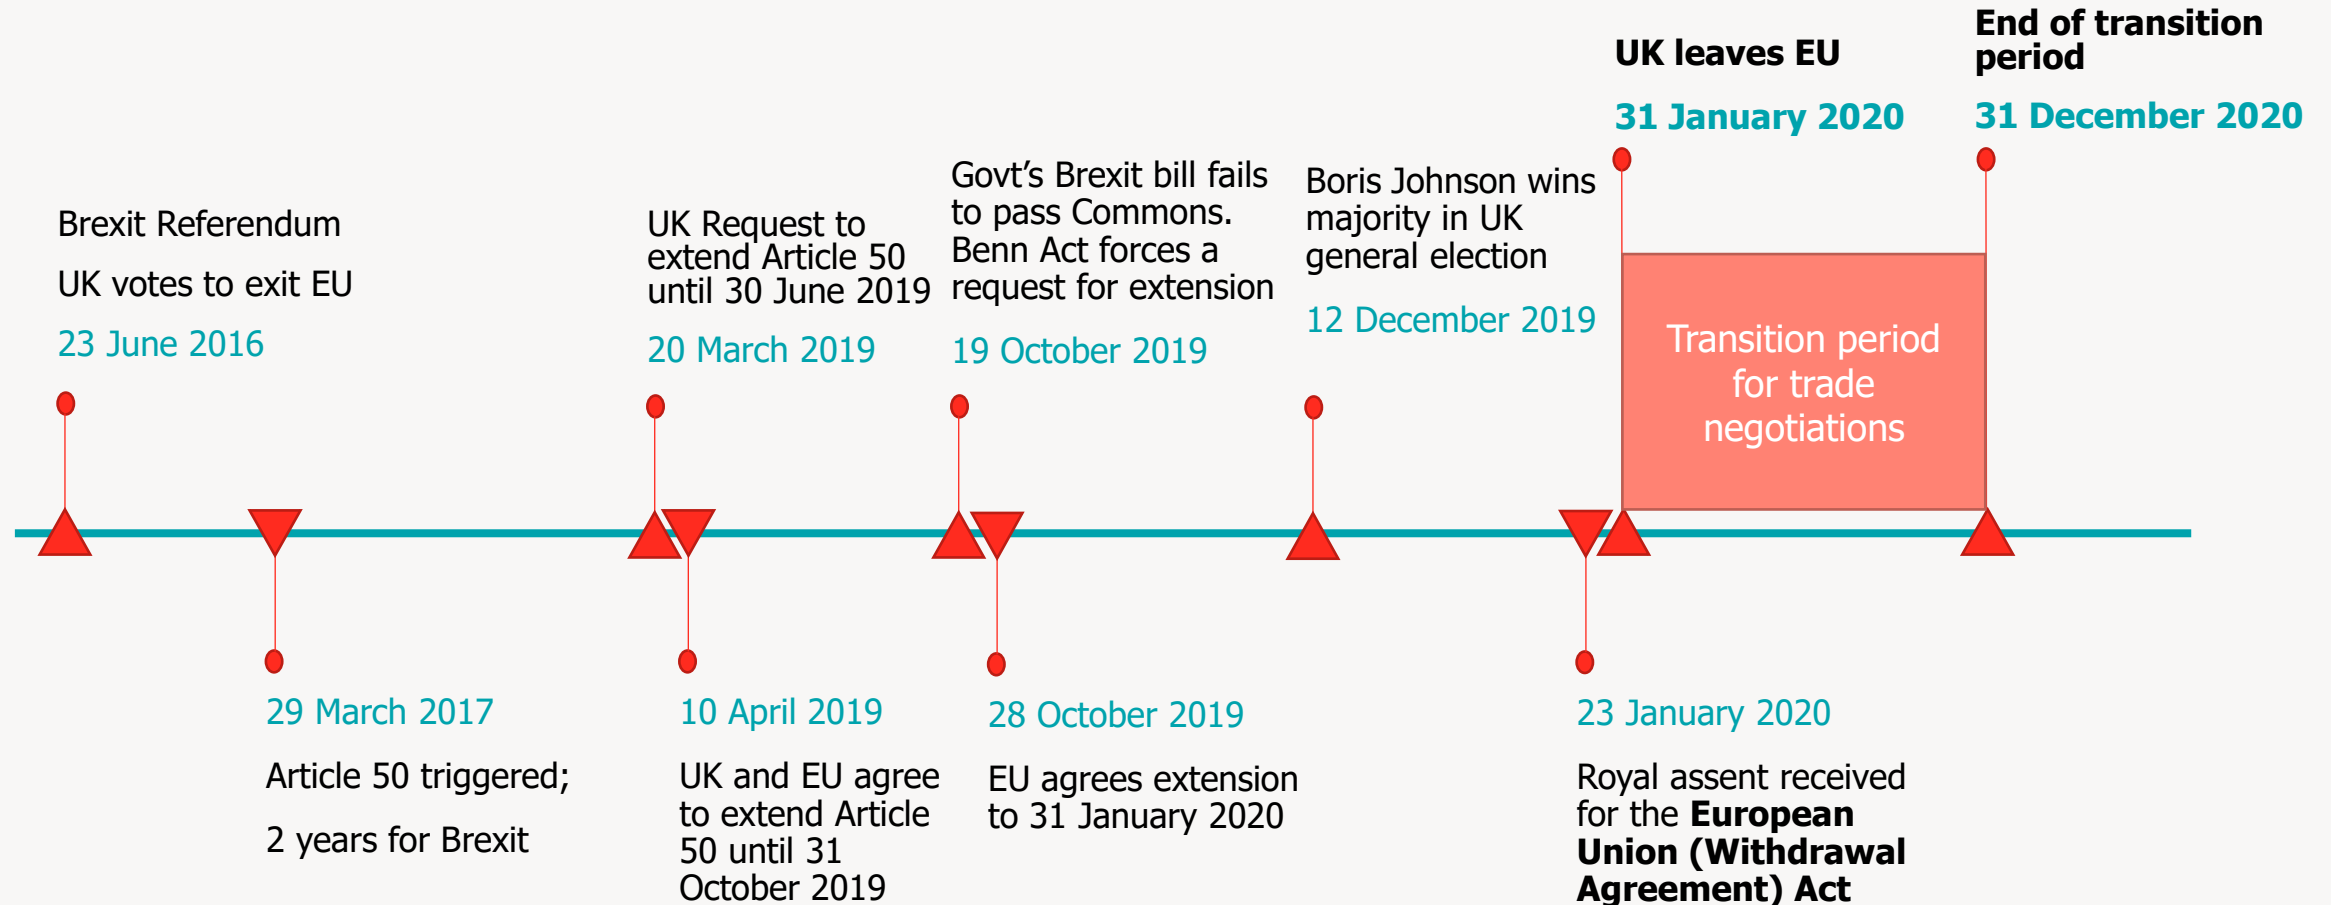 Brexit Referendum
UK votes to exit EU
23 June 2016
29 March 2017
Article 50 triggered;
2 years for Brexit
UK Request to
extend Article 50
until 30 June 2019
20 March 2019
10 April 2019
UK and EU agree
to extend Article
50 until 31
October 2019
Govt’s Brexit bill fails
to pass Commons.
Benn Act forces a
request for extension
19 October 2019
28 October 2019
EU agrees extension
to 31 January 2020
Boris Johnson wins
majority in UK
general election
12 December 2019
23 January 2020
Royal assent received
for the European
Union (Withdrawal
Agreement) Act
UK leaves EU
31 January 2020
Transition period
for trade
negotiations
End of transition
period
31 December 2020